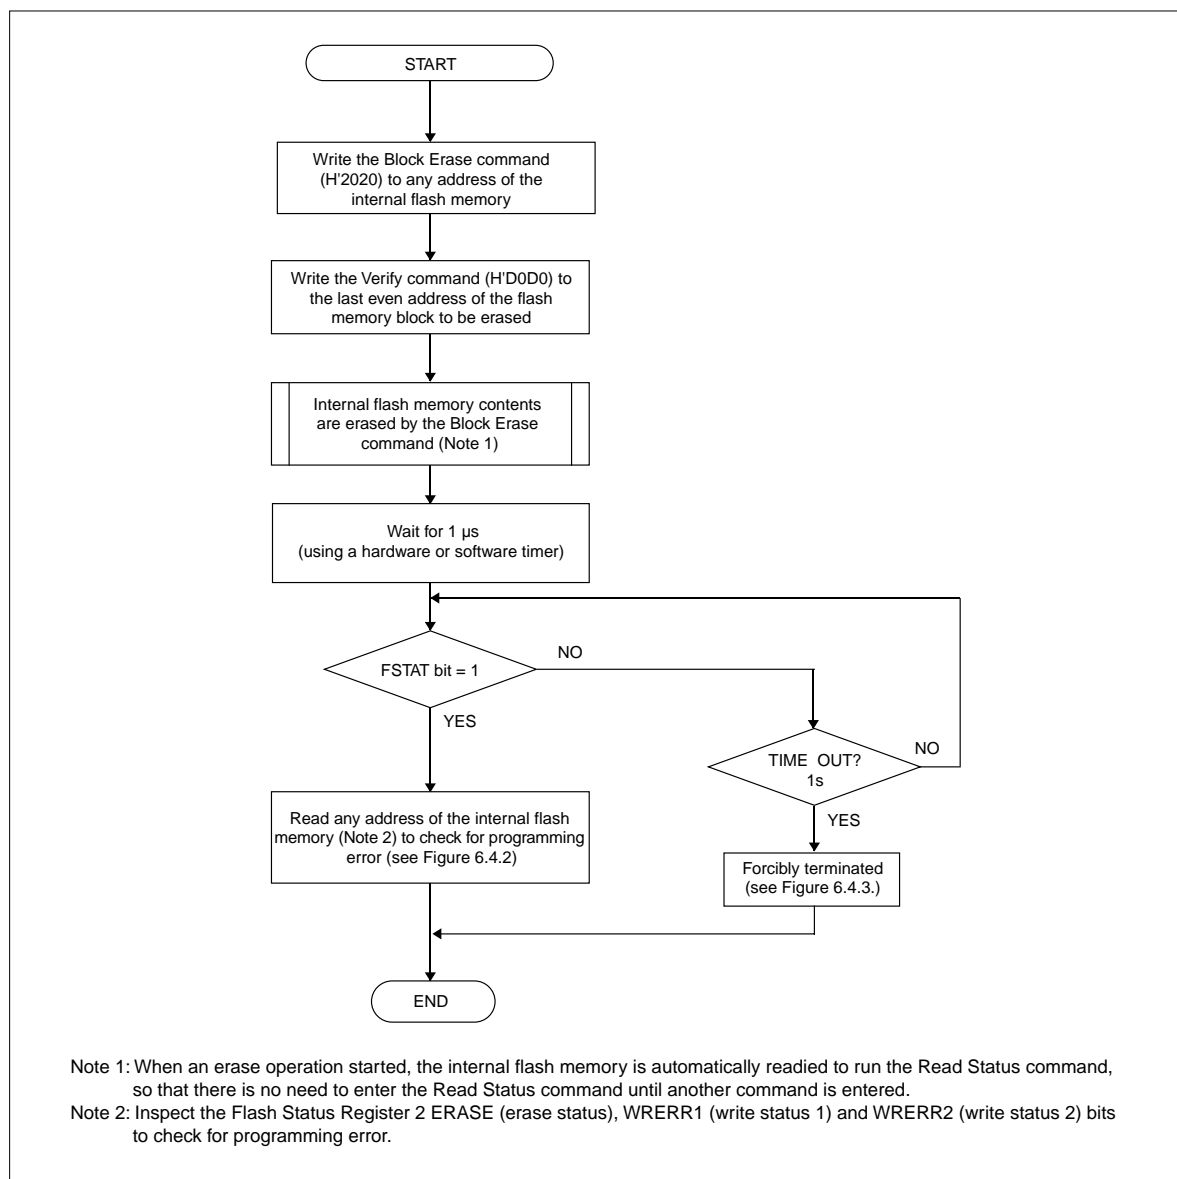 START
Write the Block Erase command
(H'2020) to any address of the
internal flash memory
Write the Verify command (H'D0D0) to
the last even address of the flash
memory block to be erased
Internal flash memory contents
are erased by the Block Erase
command (Note 1)
Wait for 1 µs
(using a hardware or software timer)
FSTAT bit = 1
NO
YES
TIME OUT?
1s
NO
YES
Read any address of the internal flash
memory (Note 2) to check for programming
error (see Figure 6.4.2)
Forcibly terminated
(see Figure 6.4.3.)
END
Note 1: When an erase operation started, the internal flash memory is automatically readied to run the Read Status command,
so that there is no need to enter the Read Status command until another command is entered.
Note 2: Inspect the Flash Status Register 2 ERASE (erase status), WRERR1 (write status 1) and WRERR2 (write status 2) bits
to check for programming error.